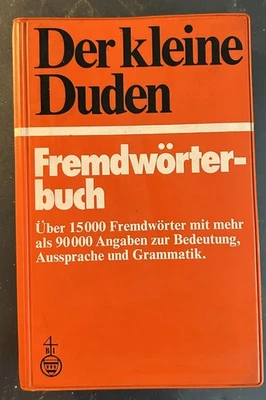 Der kleine
Duden
Fremdwörter-
buch
Über 15000 Fremdwörter mit mehr
als 90000 Angaben zur Bedeutung,
Aussprache und Grammatik.
B I